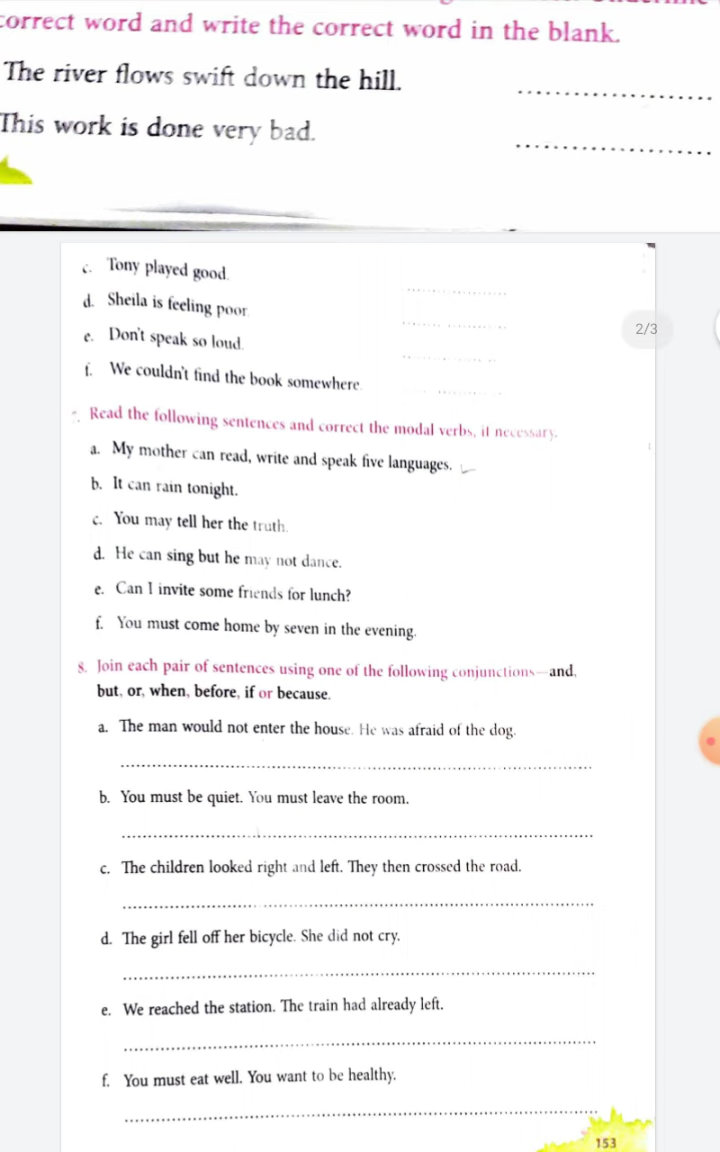 correct word and write the correct word in the blank.
The river flows swift down the hill.
This work is done very bad.
c. Tony played good.
2/3
d. Sheila is feeling poor.
e. Don't speak so loud.
f. We couldn't find the book somewhere.
Read the following sentences and correct the modal verbs, if necessary.
a. My mother can read, write and speak five languages.
b. It can rain tonight.
c. You may tell her the truth.
d. He can sing but he may not dance.
e. Can I invite some friends for lunch?
f. You must come home by seven in the evening.
8. Join each pair of sentences using one of the following conjunctions—and,
but, or, when, before, if or because.
a. The man would not enter the house. He was afraid of the dog.
b. You must be quiet. You must leave the room.
c. The children looked right and left. They then crossed the road.
d. The girl fell off her bicycle. She did not cry.
e. We reached the station. The train had already left.
f. You must eat well. You want to be healthy.
153